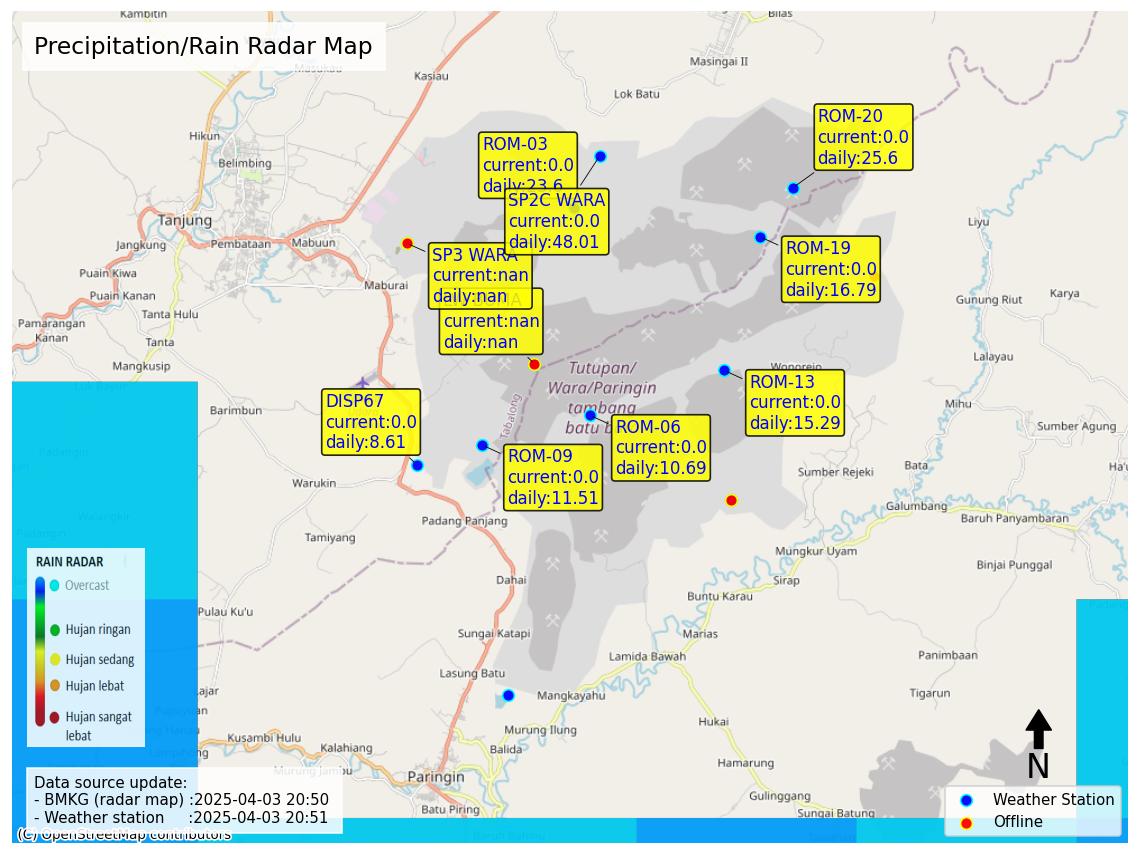 Precipitation/Rain Radar Map
Kambitin
Bilas
Masingai II
Kasiau
Lok Batu
Hikun
Belimbing
Tanjung
Jangkung
Pembataan
Mabuun
Puain Kiwa
Maburai
Puain Kanan
Tanta Hulu
Pamarangan
Kanan
Tanta
Mangkusip
Barimbun
Warukin
Tamiyang
Padang Panjang
Dahai
Pulau Ku'u
Sungai Katapi
Lasung Batu
Mangkayahu
Murung Ilung
Balida
Kusambi Hulu
Kalahiang
Paringin
Batu Piring
Lamida Bawah
Marias
Buntu Karau
Sirap
Mungkur Uyam
Sumber Rejeki
Bata
Galumbang
Baruh Panyambaran
Binjai Punggal
Sumber Agung
Mihu
Lalayau
Gunung Riut
Karya
Liyu
Panimbaan
Tigarun
Hukai
Hamarung
Gulinggang
Sungai Batung
Tabalong
Tutupan/
Wara/Paringin
tambang
ROM-03
current:0.0
daily:23.6
SP2C WARA
current:0.0
daily:48.01
ROM-20
current:0.0
daily:25.6
ROM-19
current:0.0
daily:16.79
SP3 WARA
current:nan
daily:nan
current:nan
daily:nan
ROM-13
current:0.0
daily:15.29
DISP67
current:0.0
daily:8.61
ROM-06
current:0.0
daily:10.69
ROM-09
current:0.0
daily:11.51
RAIN RADAR
Overcast
Hujan ringan
Hujan sedang
Hujan lebat
Hujan sangat
lebat
Data source update:
- BMKG (radar map) :2025-04-03 20:50
- Weather station :2025-04-03 20:51
(C) OpenStreetMap contributors
N
Weather Station
Offline